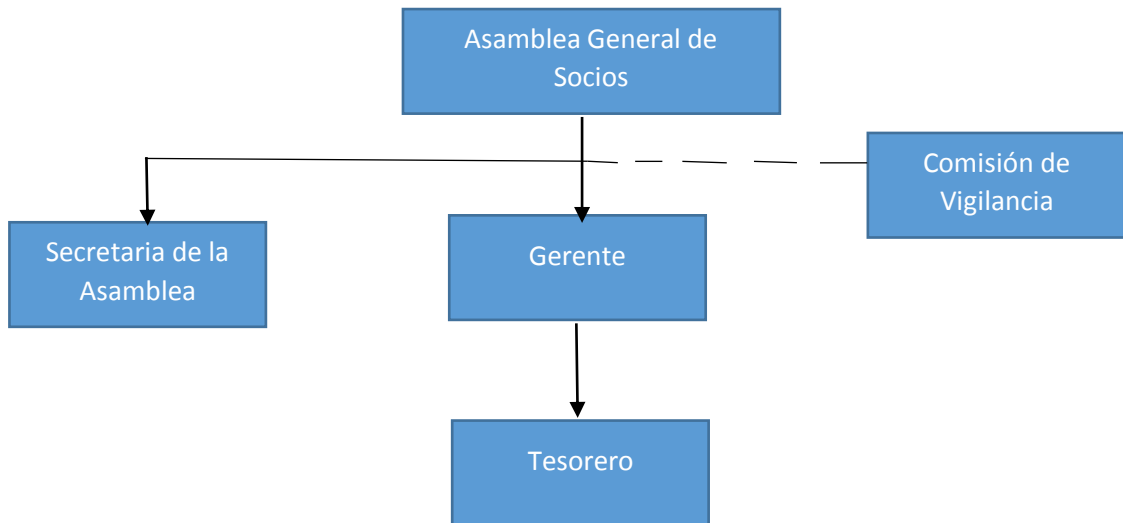 Asamblea General de
Socios
Comisión de
Vigilancia
Secretaria de la
Asamblea
Gerente
Tesorero